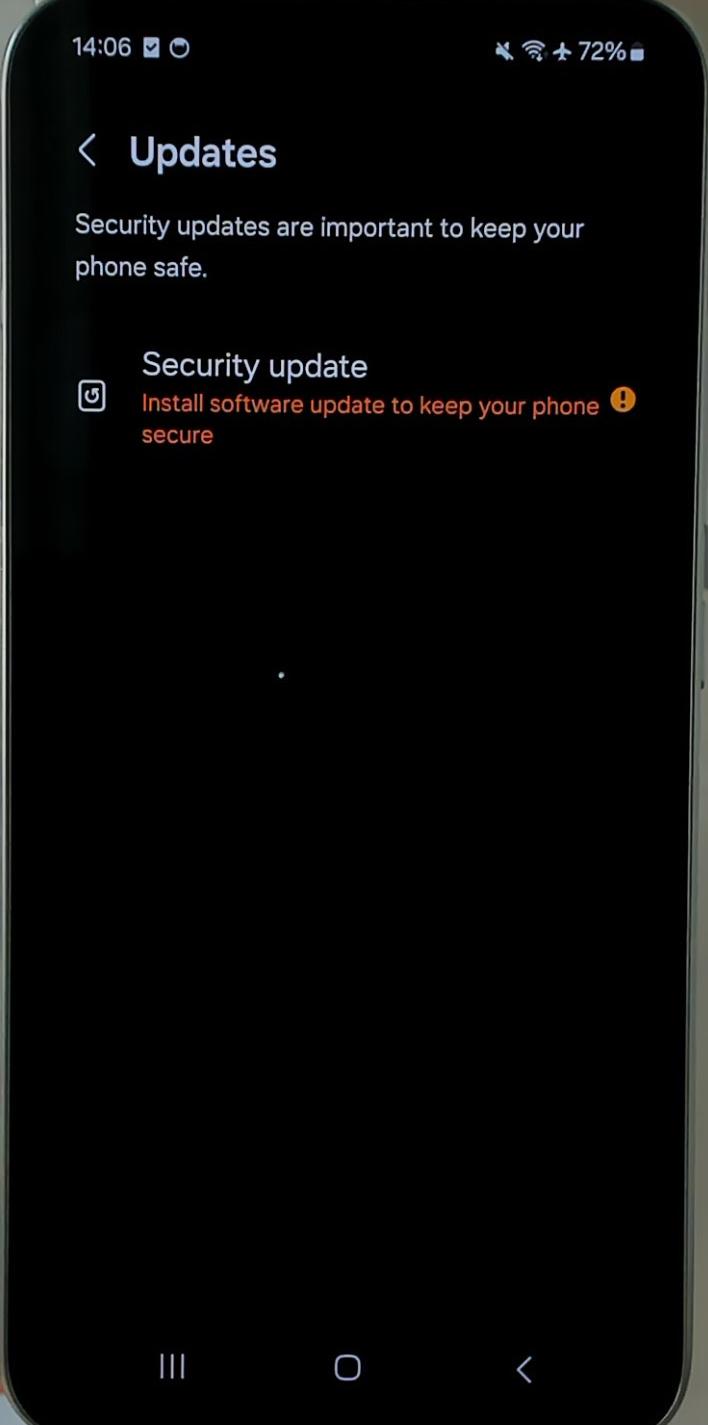 14:06
72%
Updates
Security updates are important to keep your
phone safe.
Security update
Install software update to keep your phone
secure